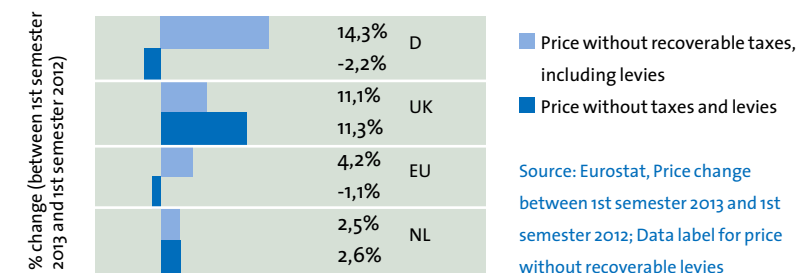 % change (between 1st semester
2013 and 1st semester 2012)
14,3%
D
-2,2%
11,1%
UK
11,3%
4,2%
EU
-1,1%
2,5%
NL
2,6%
Price without recoverable taxes,
including levies
Price without taxes and levies
Source: Eurostat, Price change
between 1st semester 2013 and 1st
semester 2012; Data label for price
without recoverable levies